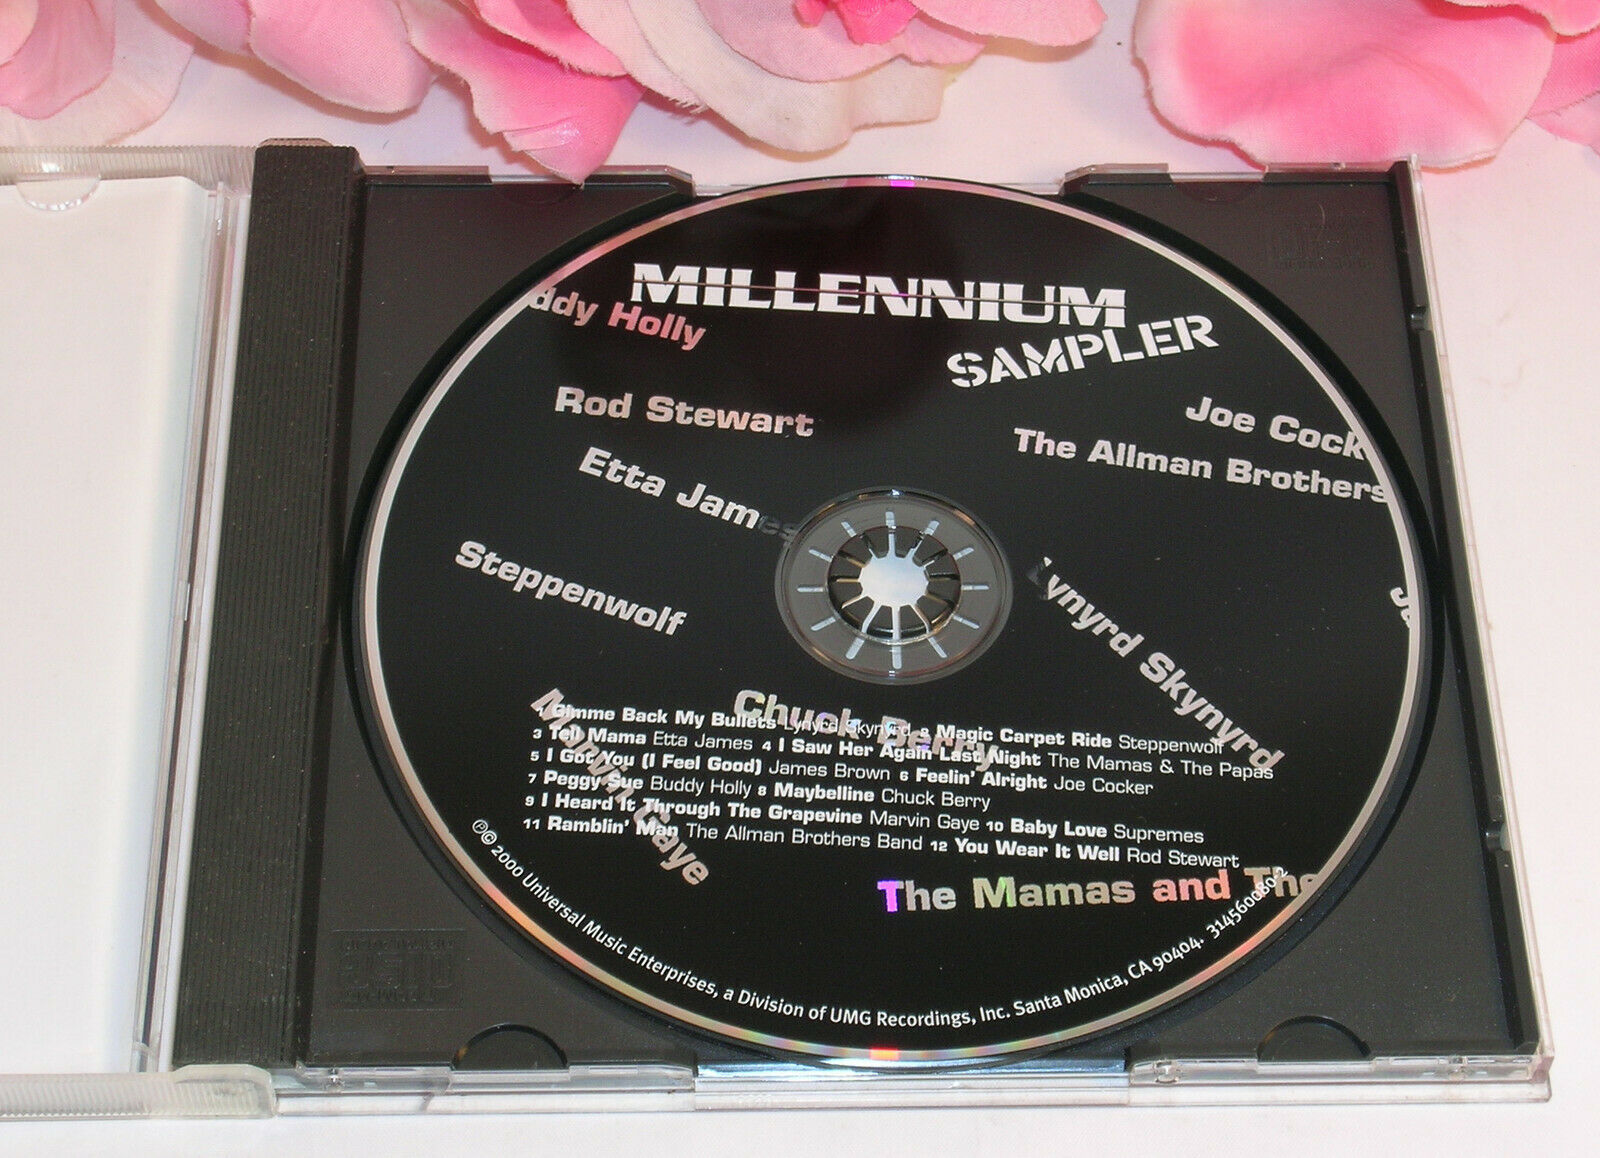 MILLENNIUM
SAMPLER
ddy Holly
Rod Stewart
Joe Cock
The Allman Brothers
Etta James
Steppenwolf
Lynyrd Skynyrd
Ja
Chuck Berry
Marvin Gaye
1 Gimme Back My Bullets Lynyrd Skynyrd 2 Magic Carpet Ride Steppenwolf
3 Tell Mama Etta James 4 I Saw Her Again Last Night The Mamas & The Papas
5 I Got You (I Feel Good) James Brown 6 Feelin' Alright Joe Cocker
7 Peggy Sue Buddy Holly 8 Maybelline Chuck Berry
9 I Heard It Through The Grapevine Marvin Gaye 10 Baby Love Supremes
11 Ramblin' Man The Allman Brothers Band 12 You Wear It Well Rod Stewart
The Mamas and The
℗© 2000 Universal Music Enterprises, a Division of UMG Recordings, Inc. Santa Monica, CA 90404. 314560080-2